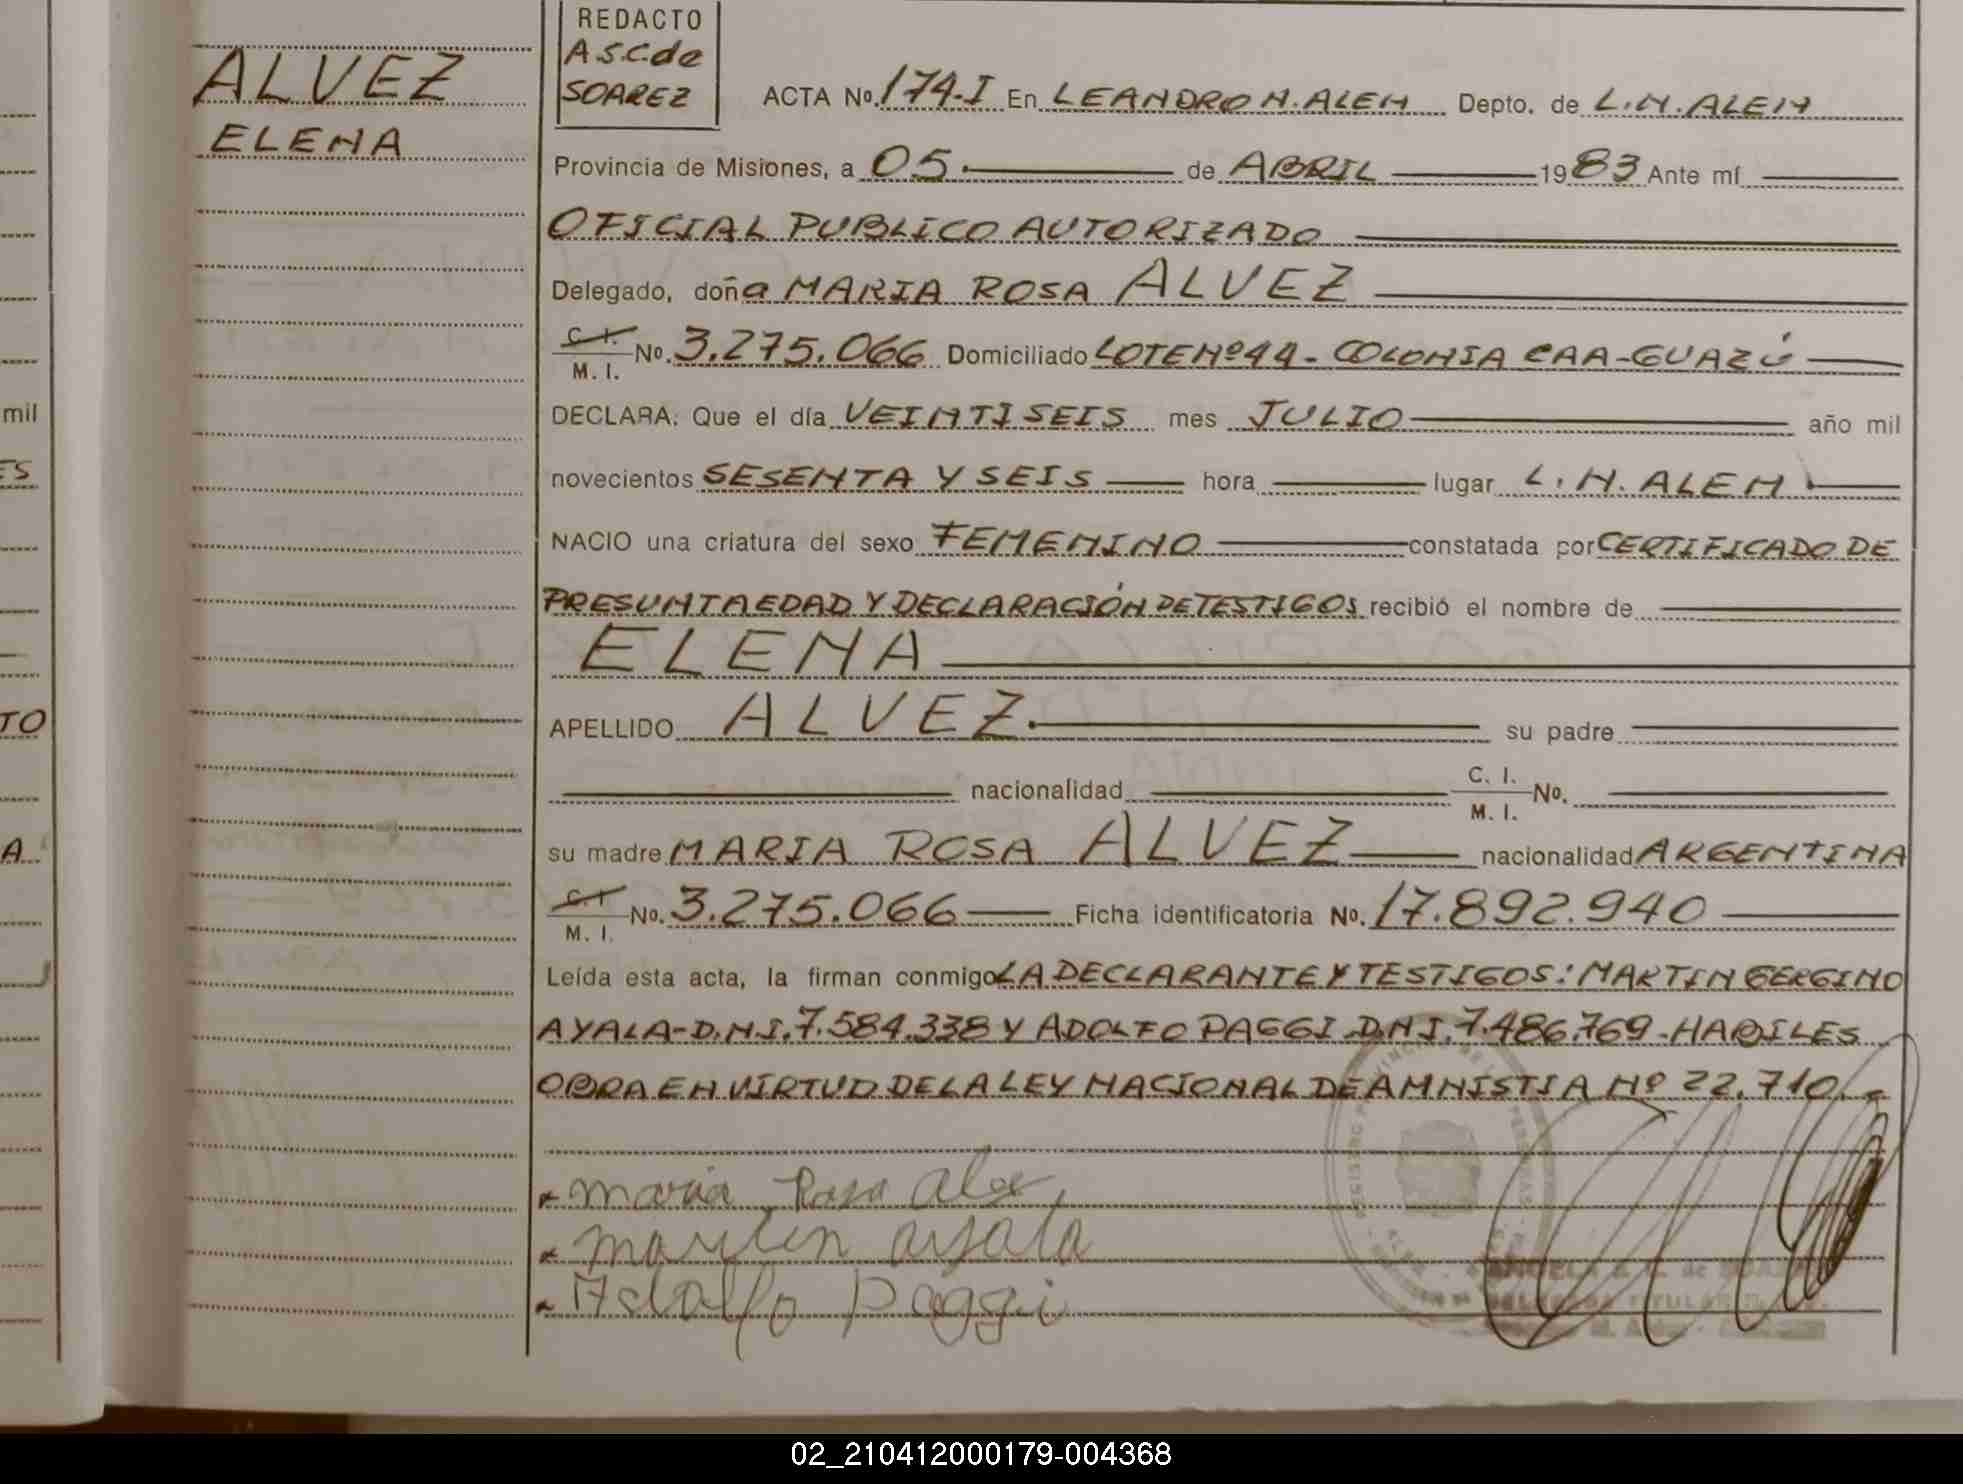 REDACTO
A.S.C. de
SOAREZ
ALVEZ
ELENA
ACTA No. 174-I En LEANDRO N. ALEM Depto. de L.N. ALEM
Provincia de Misiones, a 05. de ABRIL 1983 Ante mí
OFICIAL PUBLICO AUTORIZADO
Delegado, doña MARIA ROSA ALVEZ
C. I.
M. I. No. 3.275.066 Domiciliado LOTE Nº 44 - COLONIA CAA-GUAZÚ
DECLARA: Que el día VEINTISEIS mes JULIO año mil
novecientos SESENTA Y SEIS hora lugar L. N. ALEM
NACIO una criatura del sexo FEMENINO constatada por CERTIFICADO DE
PRESUNTA EDAD Y DECLARACIÓN DE TESTIGOS recibió el nombre de
ELENA
APELLIDO ALVEZ. su padre
nacionalidad C. I.
M. I. No.
su madre MARIA ROSA ALVEZ nacionalidad ARGENTINA
C. I.
M. I. No. 3.275.066 Ficha identificatoria No. 17.892.940
Leída esta acta, la firman conmigo LA DECLARANTE Y TESTIGOS: MARTIN GERGINO
AYALA-D.N.I. 7.584.338 Y ADOLFO PAGGI D.N.I. 7.486.769-HABILES
OBRA EN VIRTUD DE LA LEY NACIONAL DE AMNISTIA Nº 22.710.-
maria Rosa
martin ayala
Adolfo Paggi
mil
ES
TO
A
02_210412000179-004368